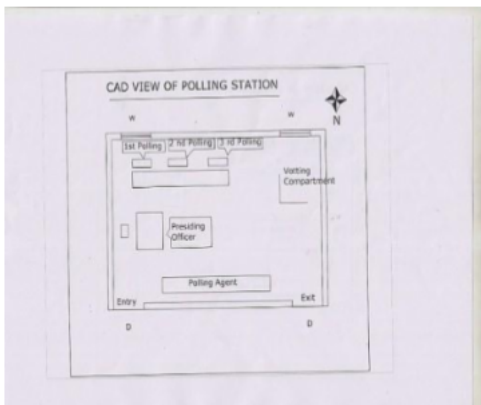 CAD VIEW OF POLLING STATION
W
W
N
1st Polling
2 nd Polling
3 rd Polling
Votting
Compartment
Presiding
Officer
Polling Agent
Entry
Exit
D
D